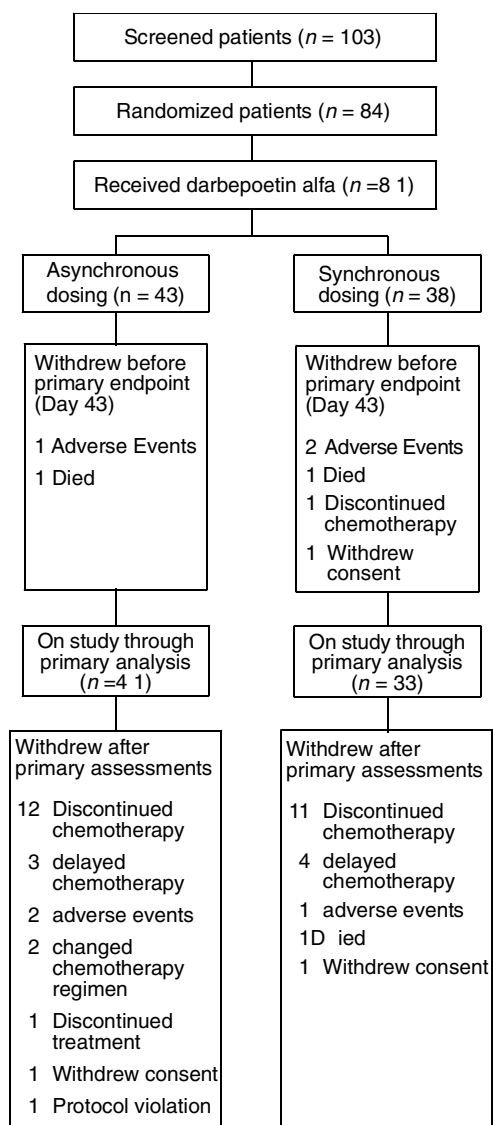 Screened patients (n = 103)
Randomized patients (n = 84)
Received darbepoetin alfa (n =8 1)
Asynchronous
dosing (n = 43)
Synchronous
dosing (n = 38)
Withdrew before
primary endpoint
(Day 43)
1 Adverse Events
1 Died
Withdrew before
primary endpoint
(Day 43)
2 Adverse Events
1 Died
1 Discontinued
chemotherapy
1 Withdrew
consent
On study through
primary analysis
(n =4 1)
On study through
primary analysis
(n = 33)
Withdrew after
primary assessments
12 Discontinued
chemotherapy
3 delayed
chemotherapy
2 adverse events
2 changed
chemotherapy
regimen
1 Discontinued
treatment
1 Withdrew consent
1 Protocol violation
Withdrew after
primary assessments
11 Discontinued
chemotherapy
4 delayed
chemotherapy
1 adverse events
1D ied
1 Withdrew consent